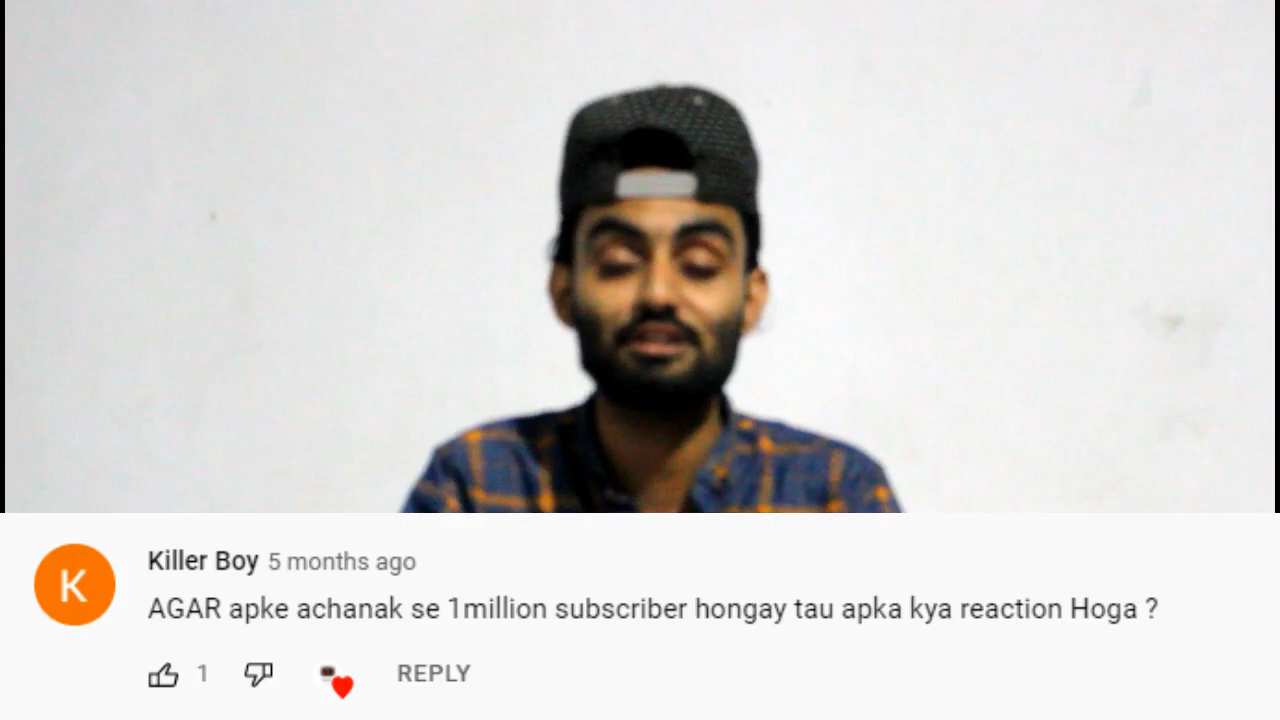 K
Killer Boy 5 months ago
AGAR apke achanak se 1million subscriber hongay tau apka kya reaction Hoga ?
1 REPLY